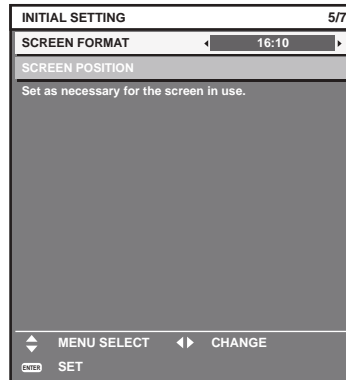 INITIAL SETTING 5/7
SCREEN FORMAT 16:10
SCREEN POSITION
Set as necessary for the screen in use.
MENU SELECT CHANGE
ENTER SET